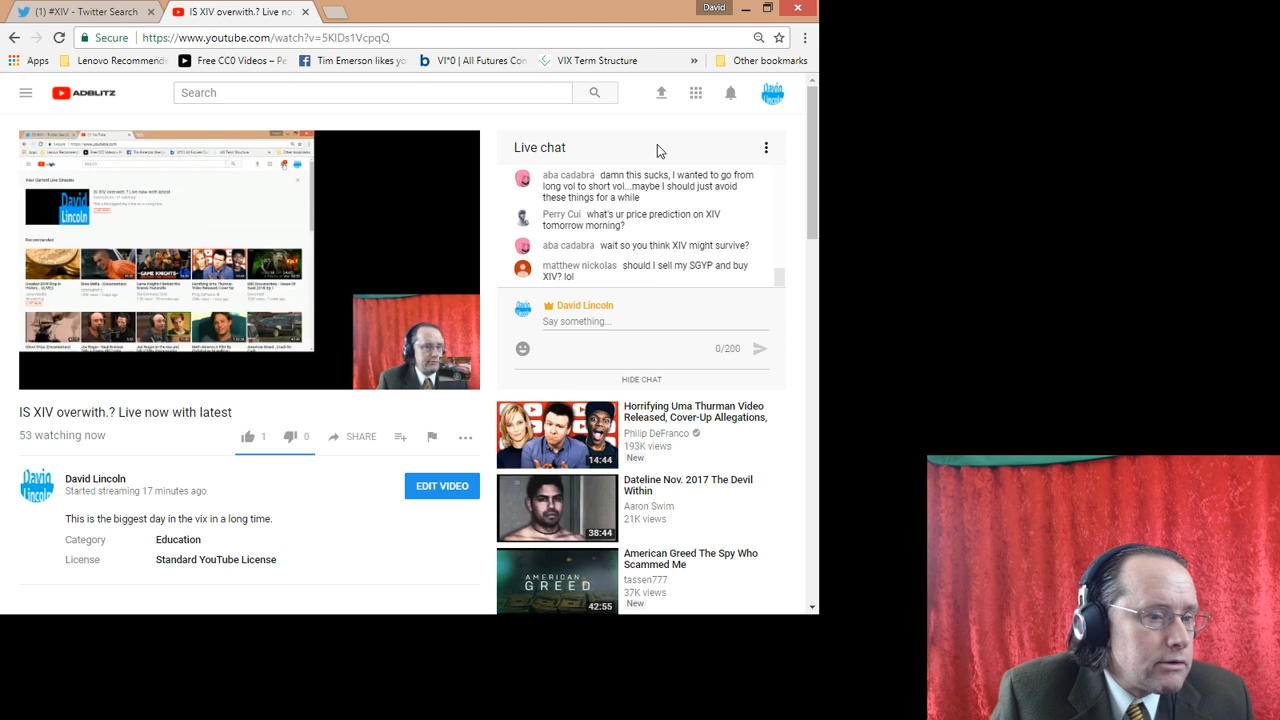 (1) #XIV - Twitter Search
IS XIV overwith.? Live no
David
Secure
https://www.youtube.com/watch?v=5KlDs1VcpqQ
Apps
Lenovo Recommend
Free CC0 Videos – Pe
Tim Emerson likes yo
VI*0 | All Futures Con
VIX Term Structure
»
Other bookmarks
ADBLITZ
Search
David Lincoln
Live chat
aba cadabra damn this sucks, I wanted to go from
long vol to short vol...maybe I should just avoid
these things for a while
Perry Cui what's ur price prediction on XIV
tomorrow morning?
aba cadabra wait so you think XIV might survive?
matthew nickolas should I sell my SGYP and buy
XIV? lol
David Lincoln
Say something...
0/200
HIDE CHAT
David
Lincoln
IS XIV overwith.? Live now with latest
53 watching now
1
0
SHARE
David Lincoln
Started streaming 17 minutes ago
EDIT VIDEO
This is the biggest day in the vix in a long time.
Category
Education
License
Standard YouTube License
Horrifying Uma Thurman Video
Released, Cover-Up Allegations,
Philip DeFranco
193K views
New
14:44
Dateline Nov. 2017 The Devil
Within
Aaron Swim
21K views
38:44
American Greed The Spy Who
Scammed Me
tassen777
37K views
New
AMERICAN
GREED
42:55